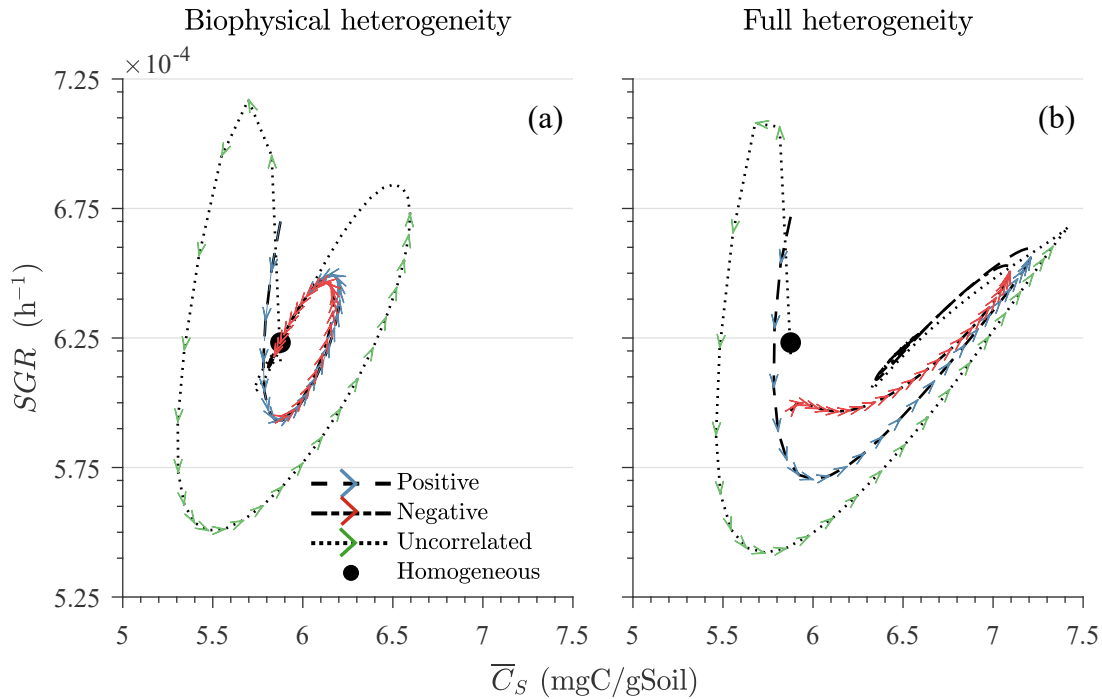 Biophysical heterogeneity
Full heterogeneity
×10⁻⁴
7.25
6.75
6.25
5.75
5.25
SGR (h⁻¹)
(a)
(b)
Positive
Negative
Uncorrelated
Homogeneous
5 5.5 6 6.5 7 7.5
5 5.5 6 6.5 7 7.5
C̅_S (mgC/gSoil)